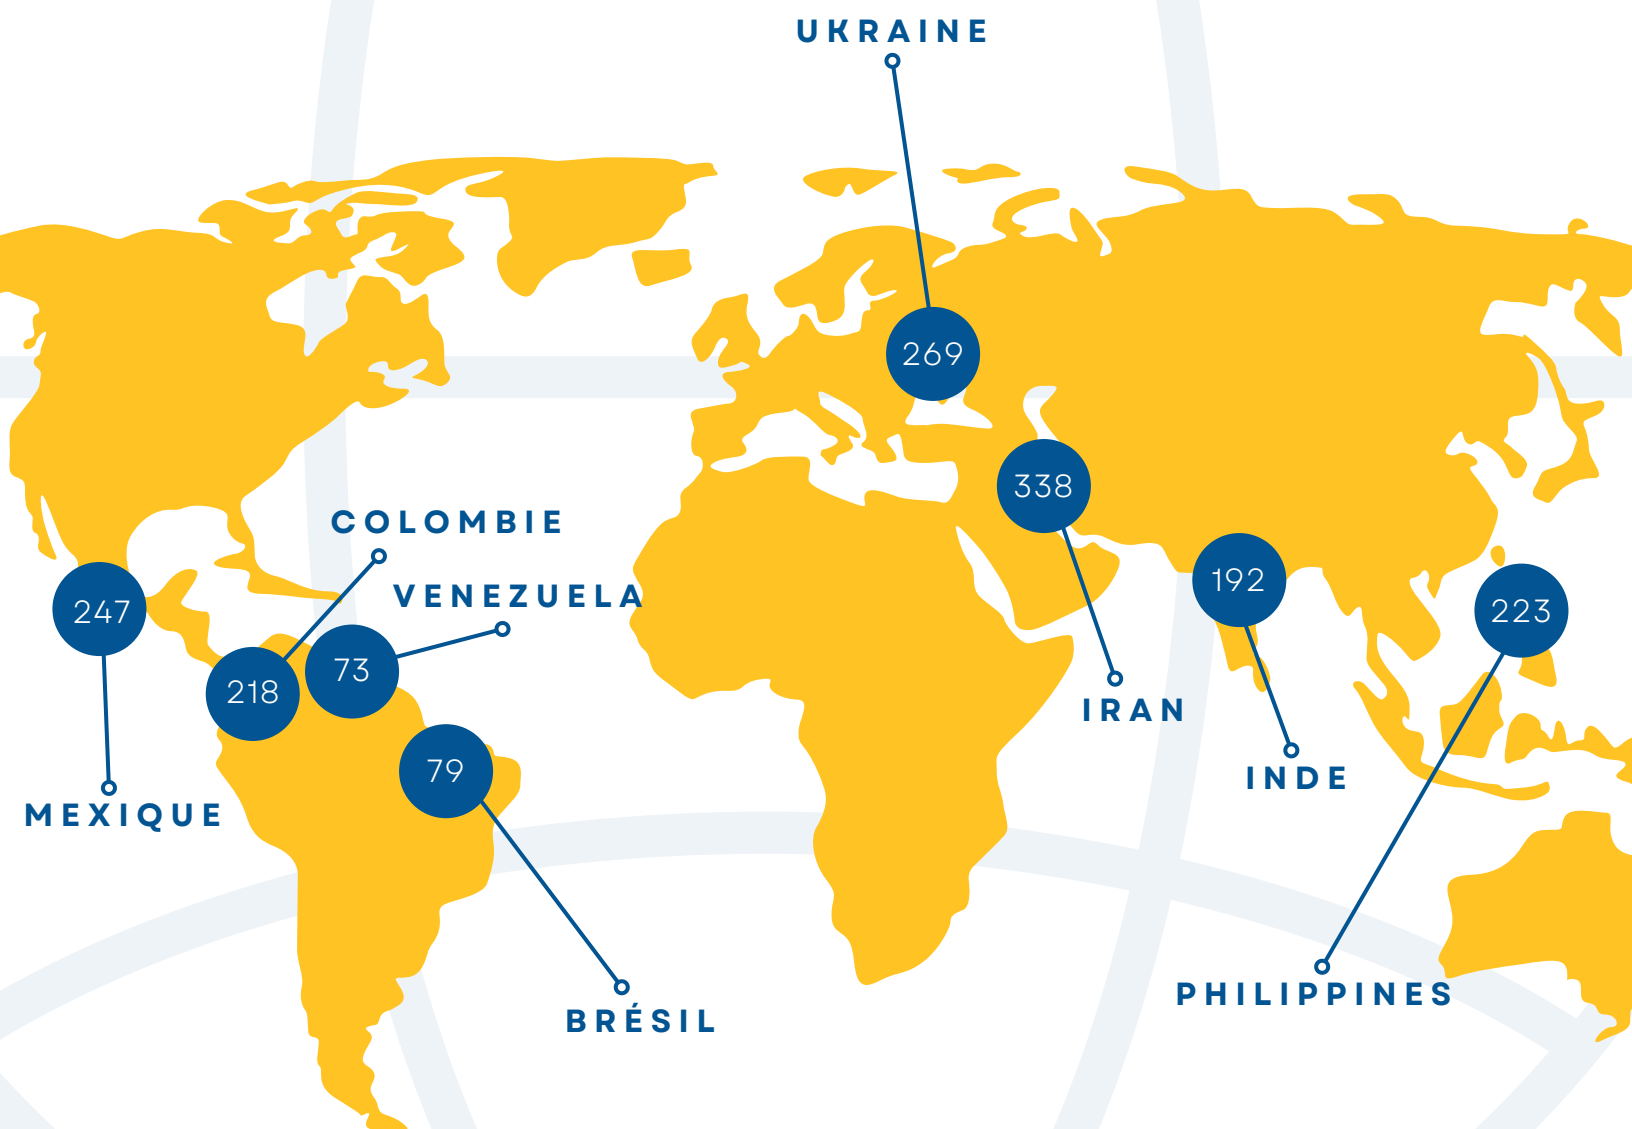 UKRAINE
269
338
COLOMBIE
192
VENEZUELA
247
223
73
218
IRAN
79
INDE
MEXIQUE
PHILIPPINES
BRÉSIL